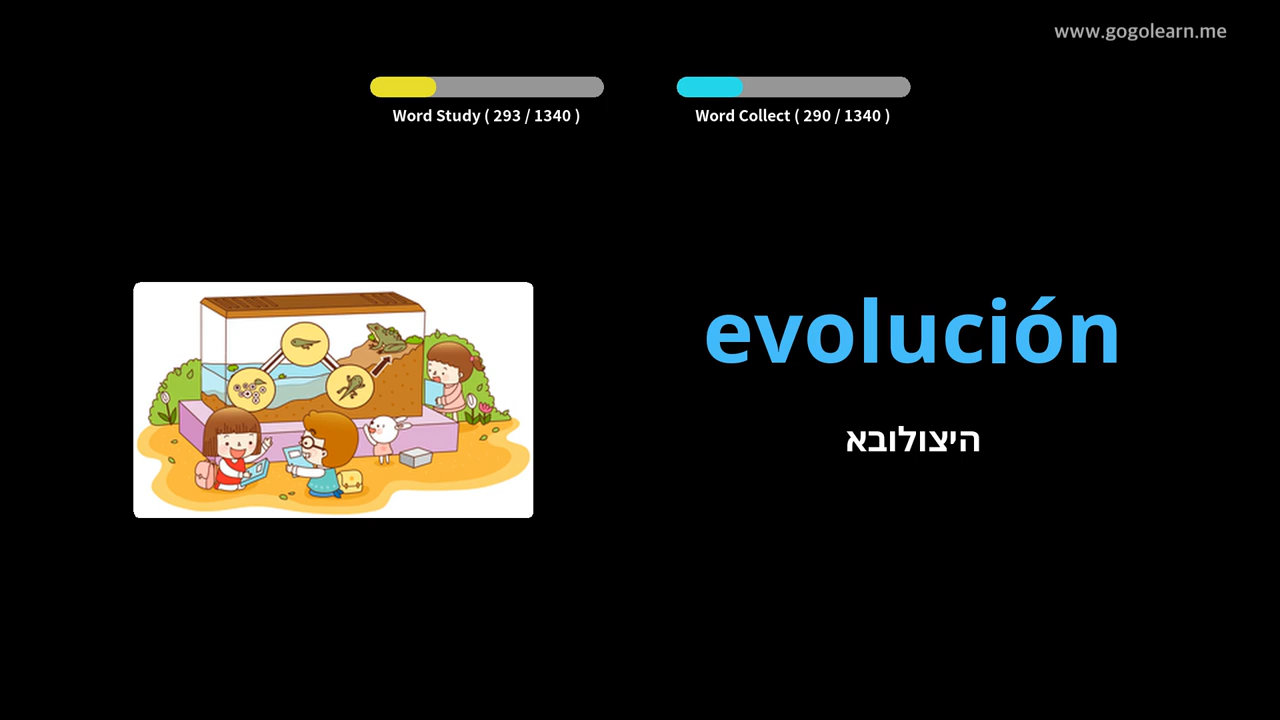 www.gogolearn.me
Word Study ( 293 / 1340 )
Word Collect ( 290 / 1340 )
evolución
היצולובא